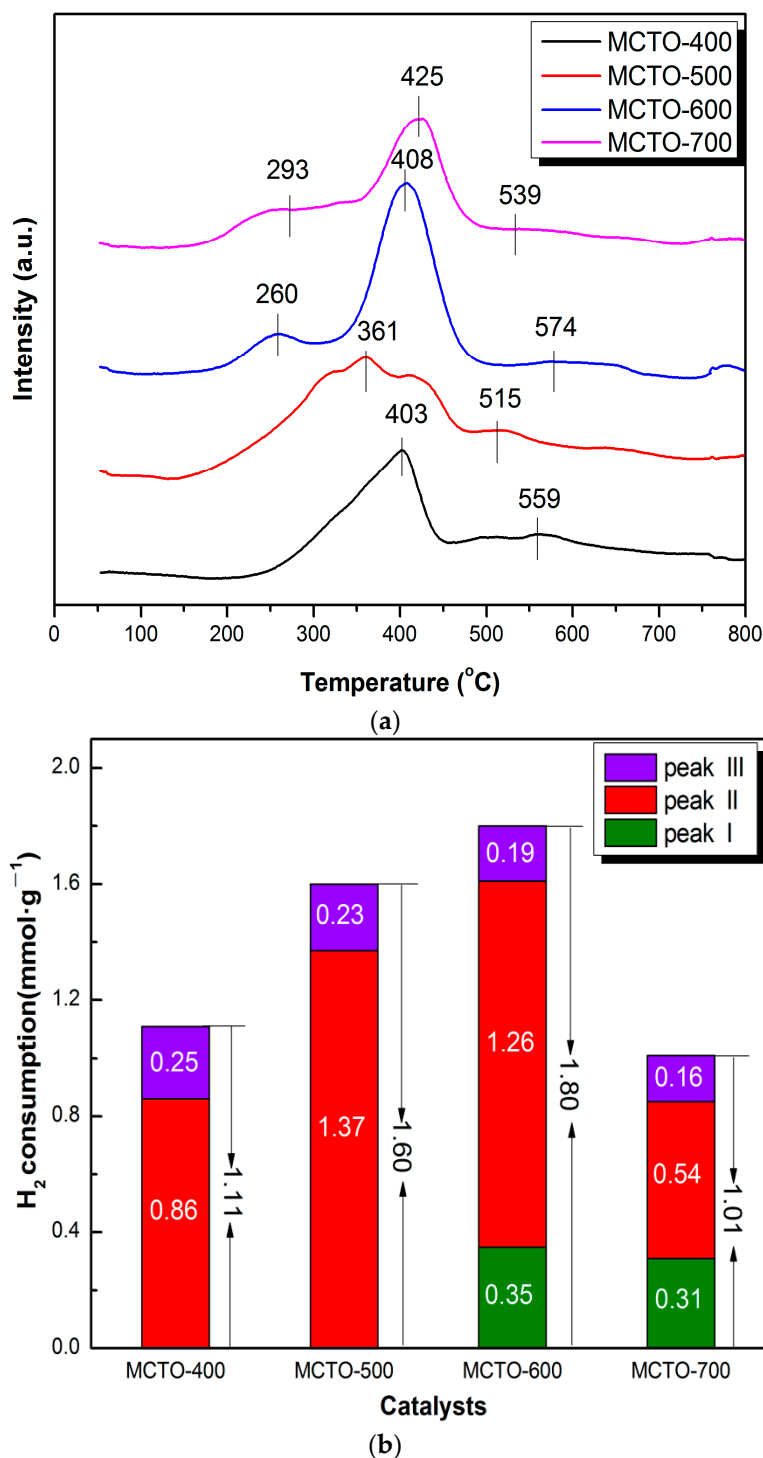 MCTO-400
MCTO-500
MCTO-600
MCTO-700
425
408
293
539
260
361
574
403
515
559
Intensity (a.u.)
0 100 200 300 400 500 600 700 800
Temperature (°C)
(a)
peak III
peak II
peak I
2.0
1.6
1.2
0.8
0.4
0.0
H₂ consumption(mmol·g⁻¹)
0.25
0.86
1.11
0.23
1.37
1.60
0.19
1.26
0.35
1.80
0.16
0.54
0.31
1.01
MCTO-400 MCTO-500 MCTO-600 MCTO-700
Catalysts
(b)